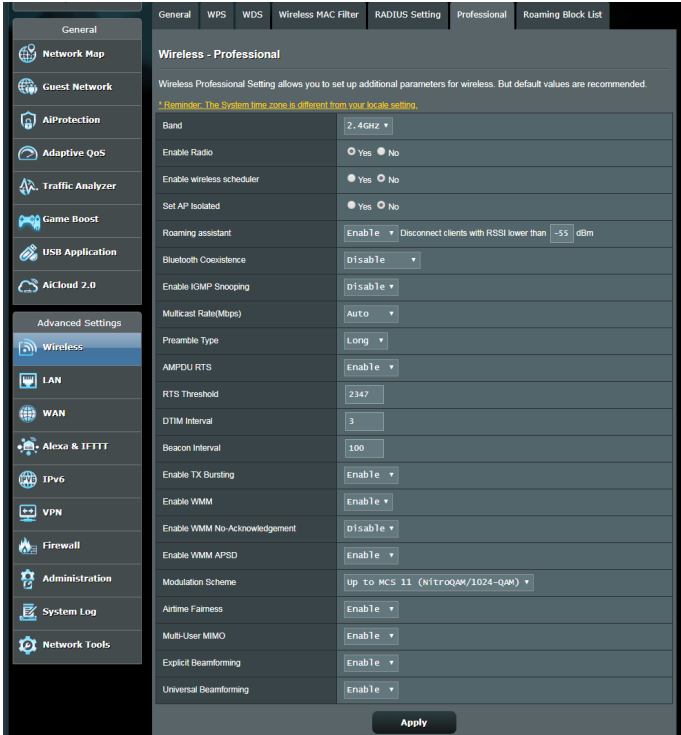 General WPS WDS Wireless MAC Filter RADIUS Setting Professional Roaming Block List
General
Network Map
Guest Network
AiProtection
Adaptive QoS
Traffic Analyzer
Game Boost
USB Application
AiCloud 2.0
Advanced Settings
Wireless
LAN
WAN
Alexa & IFTTT
IPv6
VPN
Firewall
Administration
System Log
Network Tools
Wireless - Professional
Wireless Professional Setting allows you to set up additional parameters for wireless. But default values are recommended.
* Reminder: The System time zone is different from your locale setting.
Band 2.4GHz
Enable Radio Yes No
Enable wireless scheduler Yes No
Set AP Isolated Yes No
Roaming assistant Enable Disconnect clients with RSSI lower than -55 dBm
Bluetooth Coexistence Disable
Enable IGMP Snooping Disable
Multicast Rate(Mbps) Auto
Preamble Type Long
AMPDU RTS Enable
RTS Threshold 2347
DTIM Interval 3
Beacon Interval 100
Enable TX Bursting Enable
Enable WMM Enable
Enable WMM No-Acknowledgement Disable
Enable WMM APSD Enable
Modulation Scheme Up to MCS 11 (NitroQAM/1024-QAM)
Airtime Fairness Enable
Multi-User MIMO Enable
Explicit Beamforming Enable
Universal Beamforming Enable
Apply